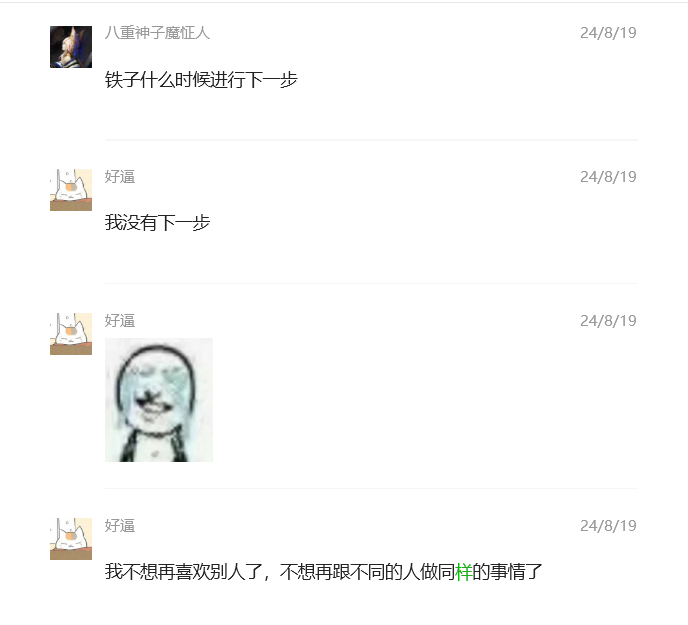 八重神子魔怔人 24/8/19
铁子什么时候进行下一步
好逼 24/8/19
我没有下一步
好逼 24/8/19
好逼 24/8/19
我不想再喜欢别人了，不想再跟不同的人做同样的事情了